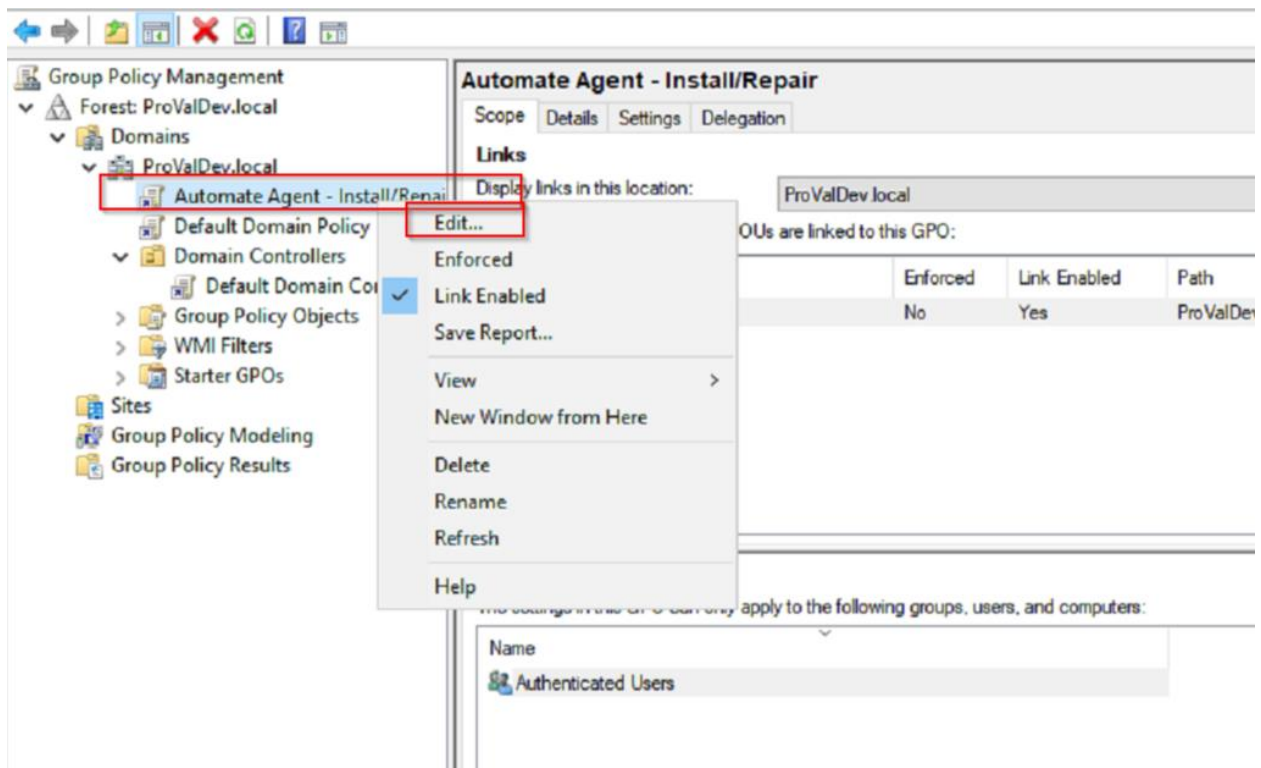 Group Policy Management
Forest: ProValDev.local
Domains
ProValDev.local
Automate Agent - Install/Repai
Default Domain Policy
Domain Controllers
Default Domain Co
Group Policy Objects
WMI Filters
Starter GPOs
Sites
Group Policy Modeling
Group Policy Results
Edit...
Enforced
Link Enabled
Save Report...
View
New Window from Here
Delete
Rename
Refresh
Help
Automate Agent - Install/Repair
Scope Details Settings Delegation
Links
Display links in this location: ProValDev.local
OUs are linked to this GPO:
Enforced Link Enabled Path
No Yes ProValDe
apply to the following groups, users, and computers:
Name
Authenticated Users